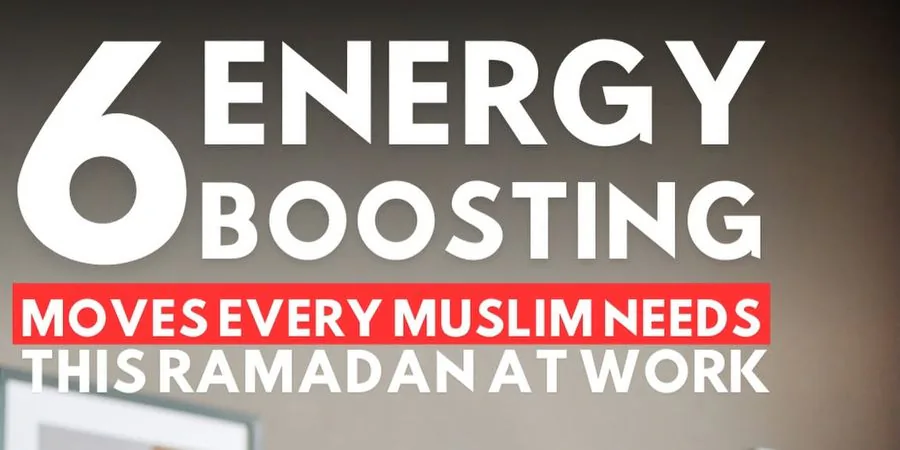 6 ENERGY
BOOSTING
MOVES EVERY MUSLIM NEEDS
THIS RAMADAN AT WORK